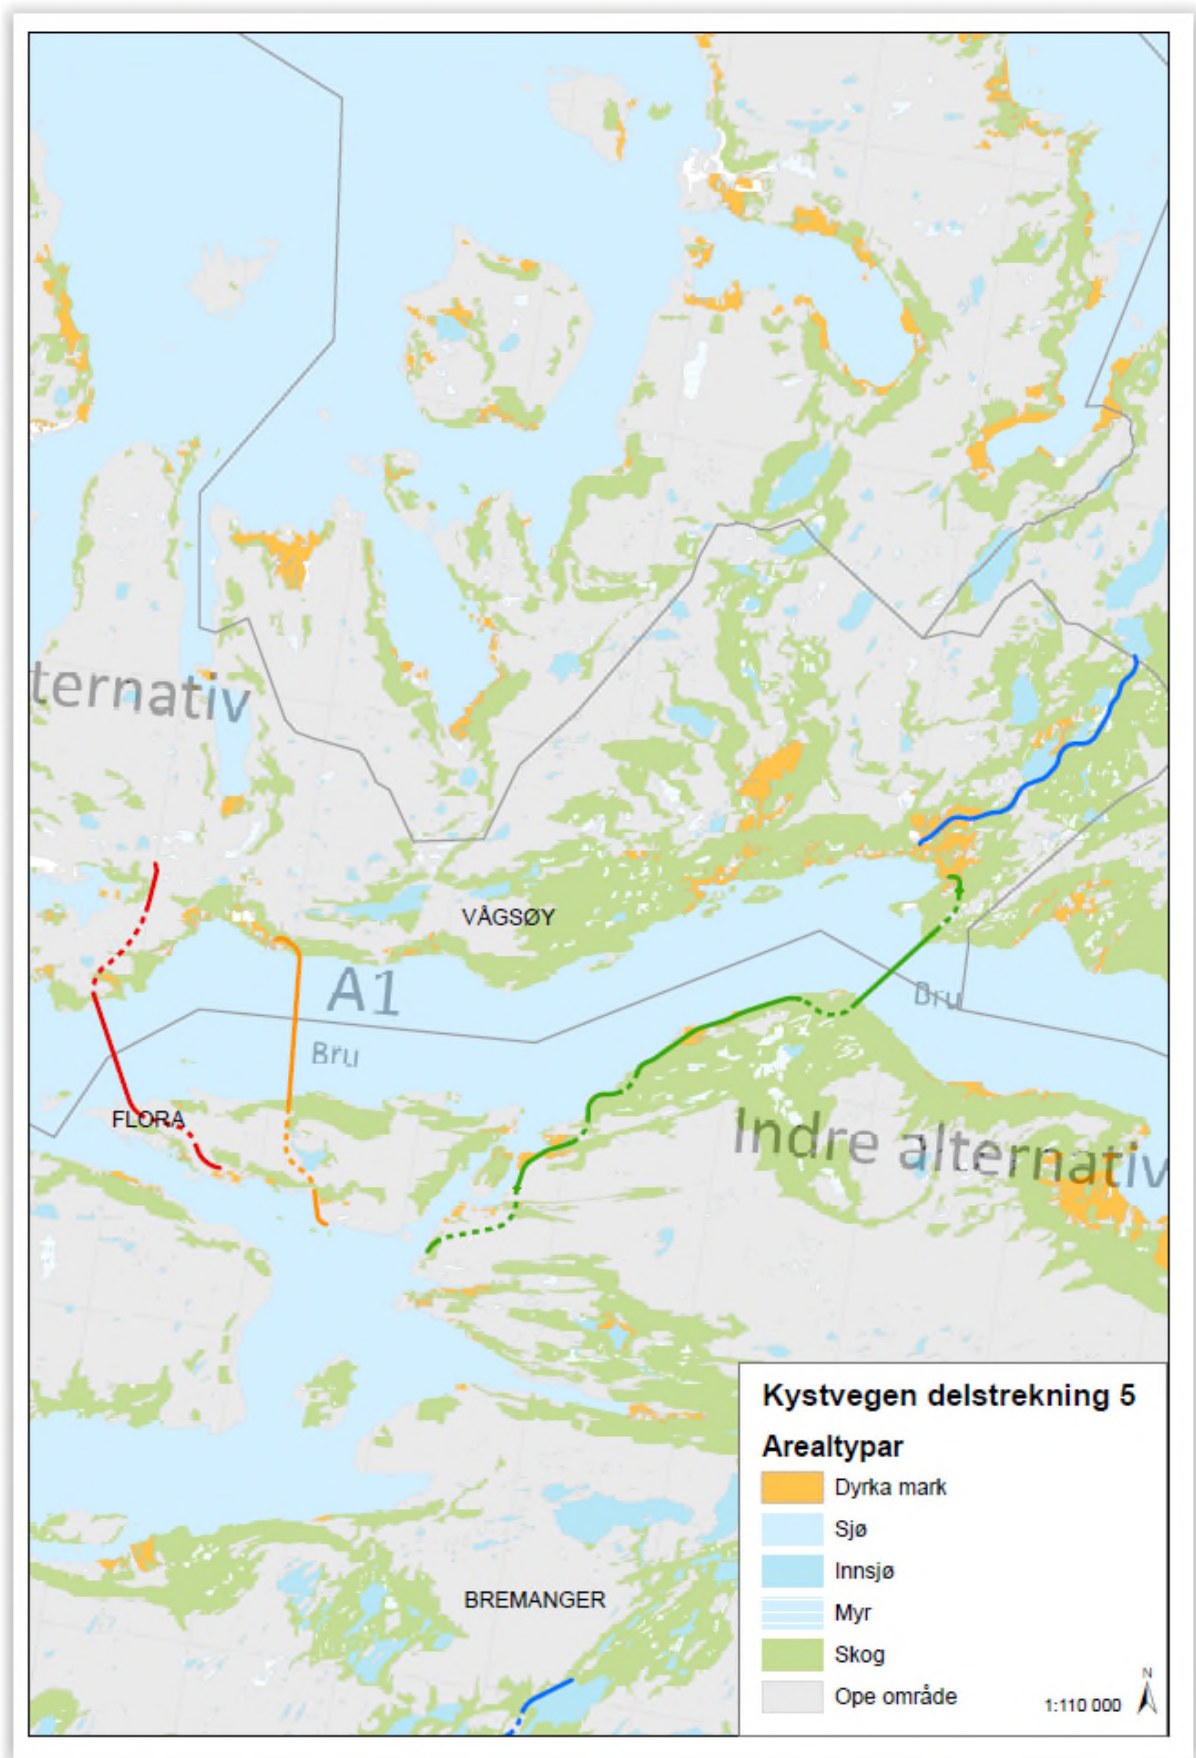 ternativ
VÅGSØY
A1
Bru
Bru
FLORA
Indre alternativ
BREMANGER
Kystvegen delstrekning 5
Arealtypar
Dyrka mark
Sjø
Innsjø
Myr
Skog
Ope område
N
1:110 000